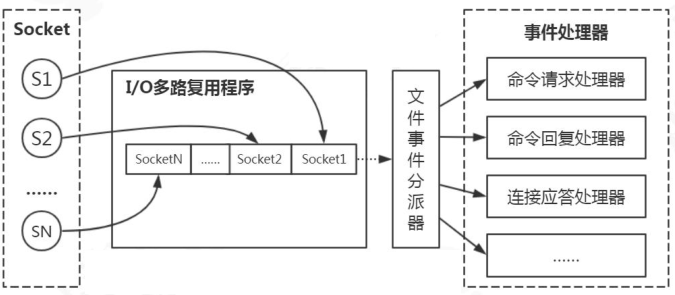 Socket
S1
S2
......
SN
I/O多路复用程序
SocketN
......
Socket2
Socket1
文件事件分派器
事件处理器
命令请求处理器
命令回复处理器
连接应答处理器
......